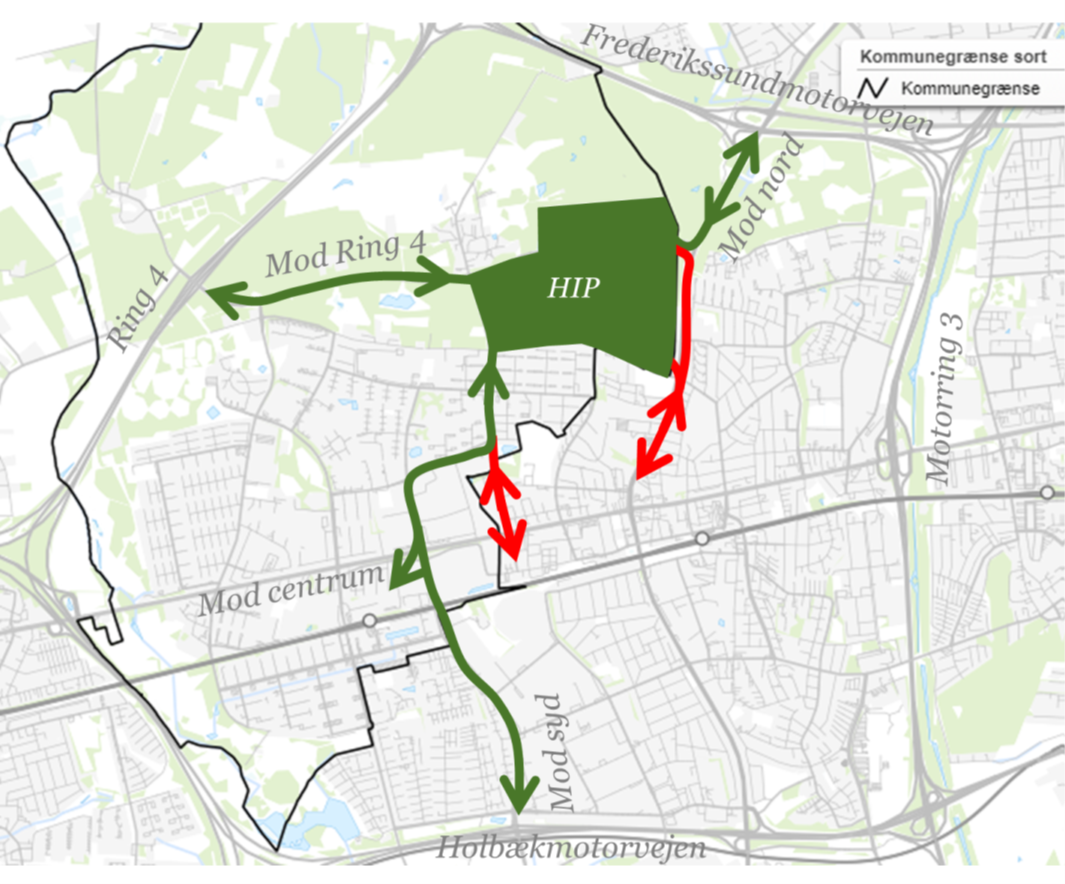 Frederikssundmotorvejen
Kommunegrænse sort
Kommunegrænse
Mod nord
Mod Ring 4
Ring 4
HIP
Motorring 3
Mod centrum
Mod syd
Holbækmotorvejen